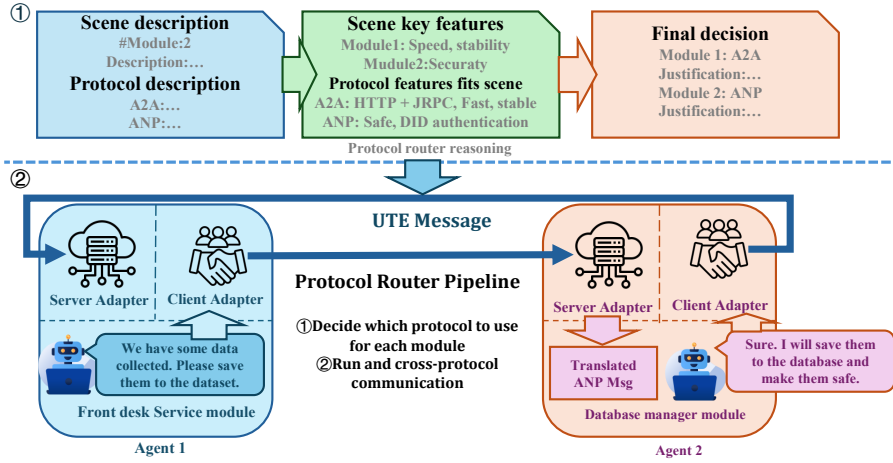 ①
Scene description
#Module:2
Description:...
Protocol description
A2A:...
ANP:...
Scene key features
Module1: Speed, stability
Mudule2:Securaty
Protocol features fits scene
A2A: HTTP + JRPC, Fast, stable
ANP: Safe, DID authentication
Final decision
Module 1: A2A
Justification:...
Module 2: ANP
Justification:...
Protocol router reasoning
②
UTE Message
Server Adapter
Client Adapter
We have some data
collected. Please save
them to the dataset.
Front desk Service module
Agent 1
Protocol Router Pipeline
①Decide which protocol to use
for each module
②Run and cross-protocol
communication
Server Adapter
Client Adapter
Translated
ANP Msg
Sure. I will save them
to the database and
make them safe.
Database manager module
Agent 2